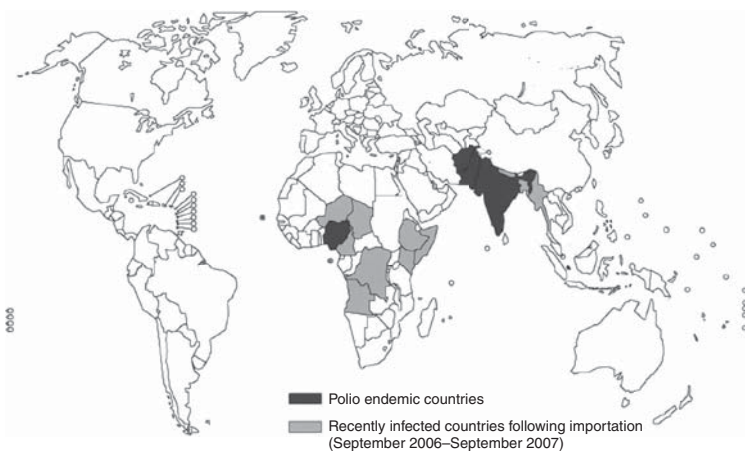 Polio endemic countries
Recently infected countries following importation
(September 2006–September 2007)